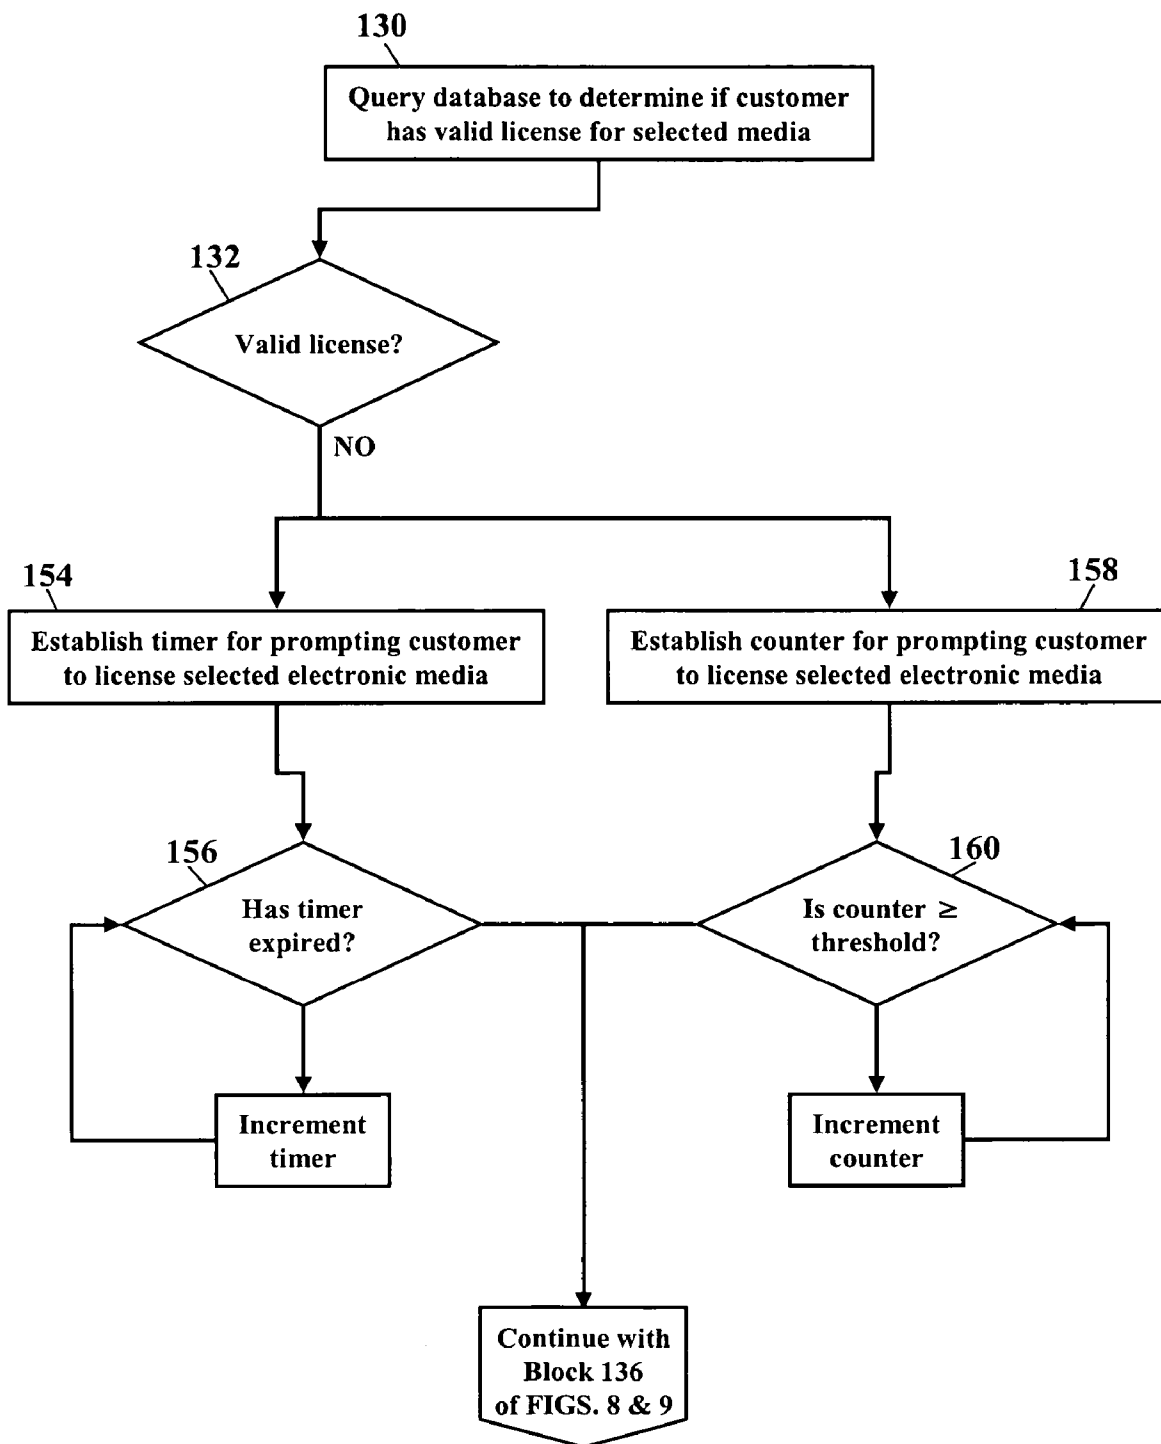 130
Query database to determine if customer
has valid license for selected media
132
Valid license?
NO
154
Establish timer for prompting customer
to license selected electronic media
158
Establish counter for prompting customer
to license selected electronic media
156
Has timer
expired?
160
Is counter ≥
threshold?
Increment
timer
Increment
counter
Continue with
Block 136
of FIGS. 8 & 9